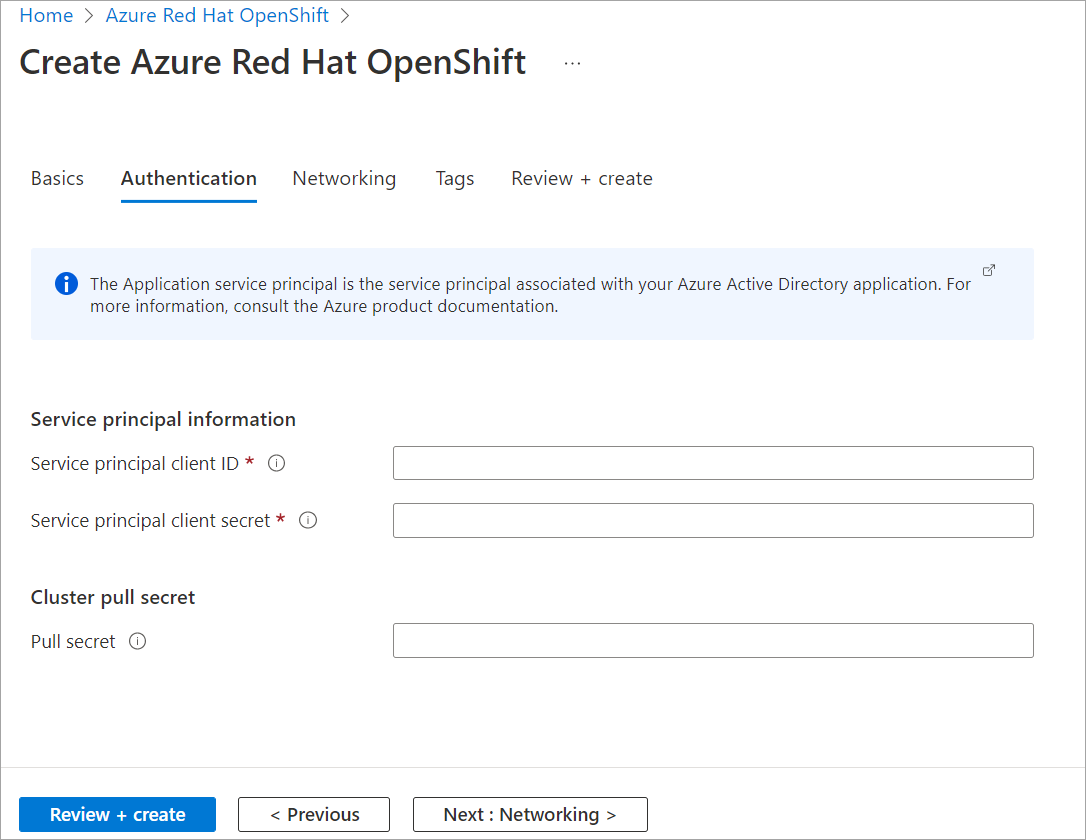 Home > Azure Red Hat OpenShift >
Create Azure Red Hat OpenShift ...
Basics Authentication Networking Tags Review + create
The Application service principal is the service principal associated with your Azure Active Directory application. For
more information, consult the Azure product documentation.
Service principal information
Service principal client ID *
Service principal client secret *
Cluster pull secret
Pull secret
Review + create < Previous Next : Networking >